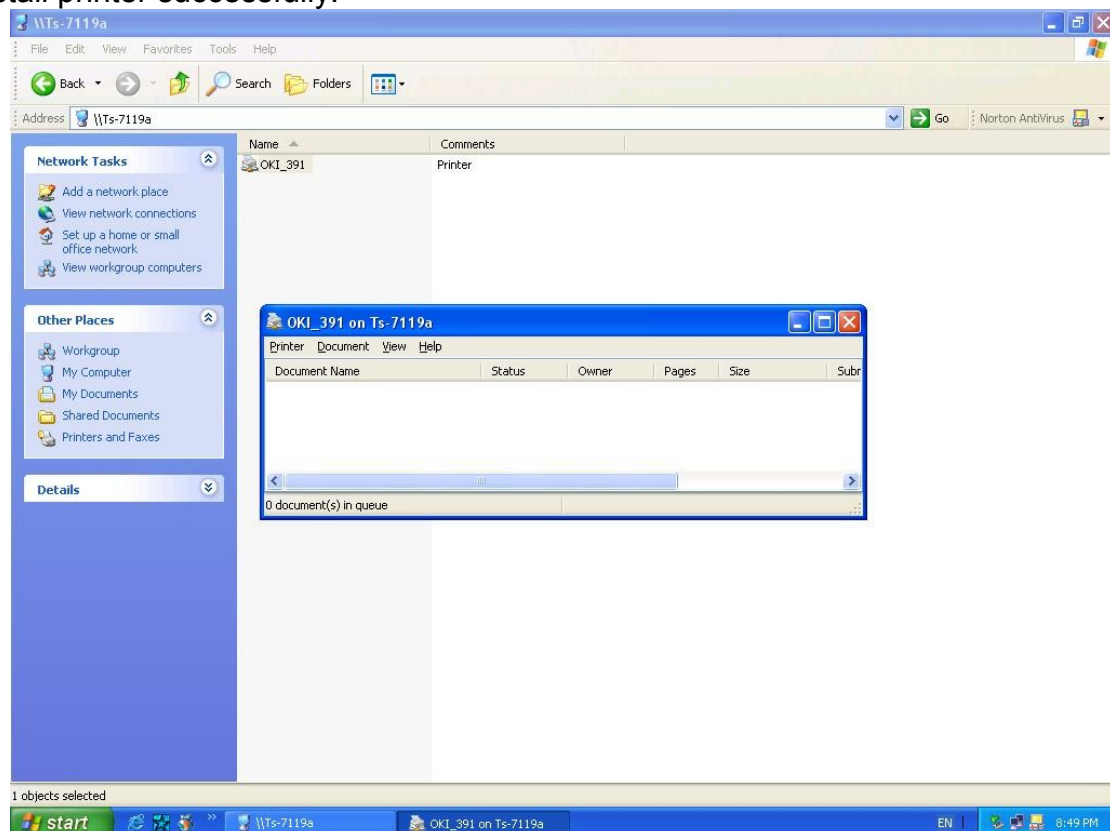 stall printer successfully.
\\Ts-7119a
File Edit View Favorites Tools Help
Back Search Folders
Address \\Ts-7119a Go Norton AntiVirus
Name Comments
OKI_391 Printer
Network Tasks
Add a network place
View network connections
Set up a home or small
office network
View workgroup computers
Other Places
Workgroup
My Computer
My Documents
Shared Documents
Printers and Faxes
Details
OKI_391 on Ts-7119a
Printer Document View Help
Document Name Status Owner Pages Size Subr
0 document(s) in queue
1 objects selected
start \\Ts-7119a OKI_391 on Ts-7119a EN 8:49 PM